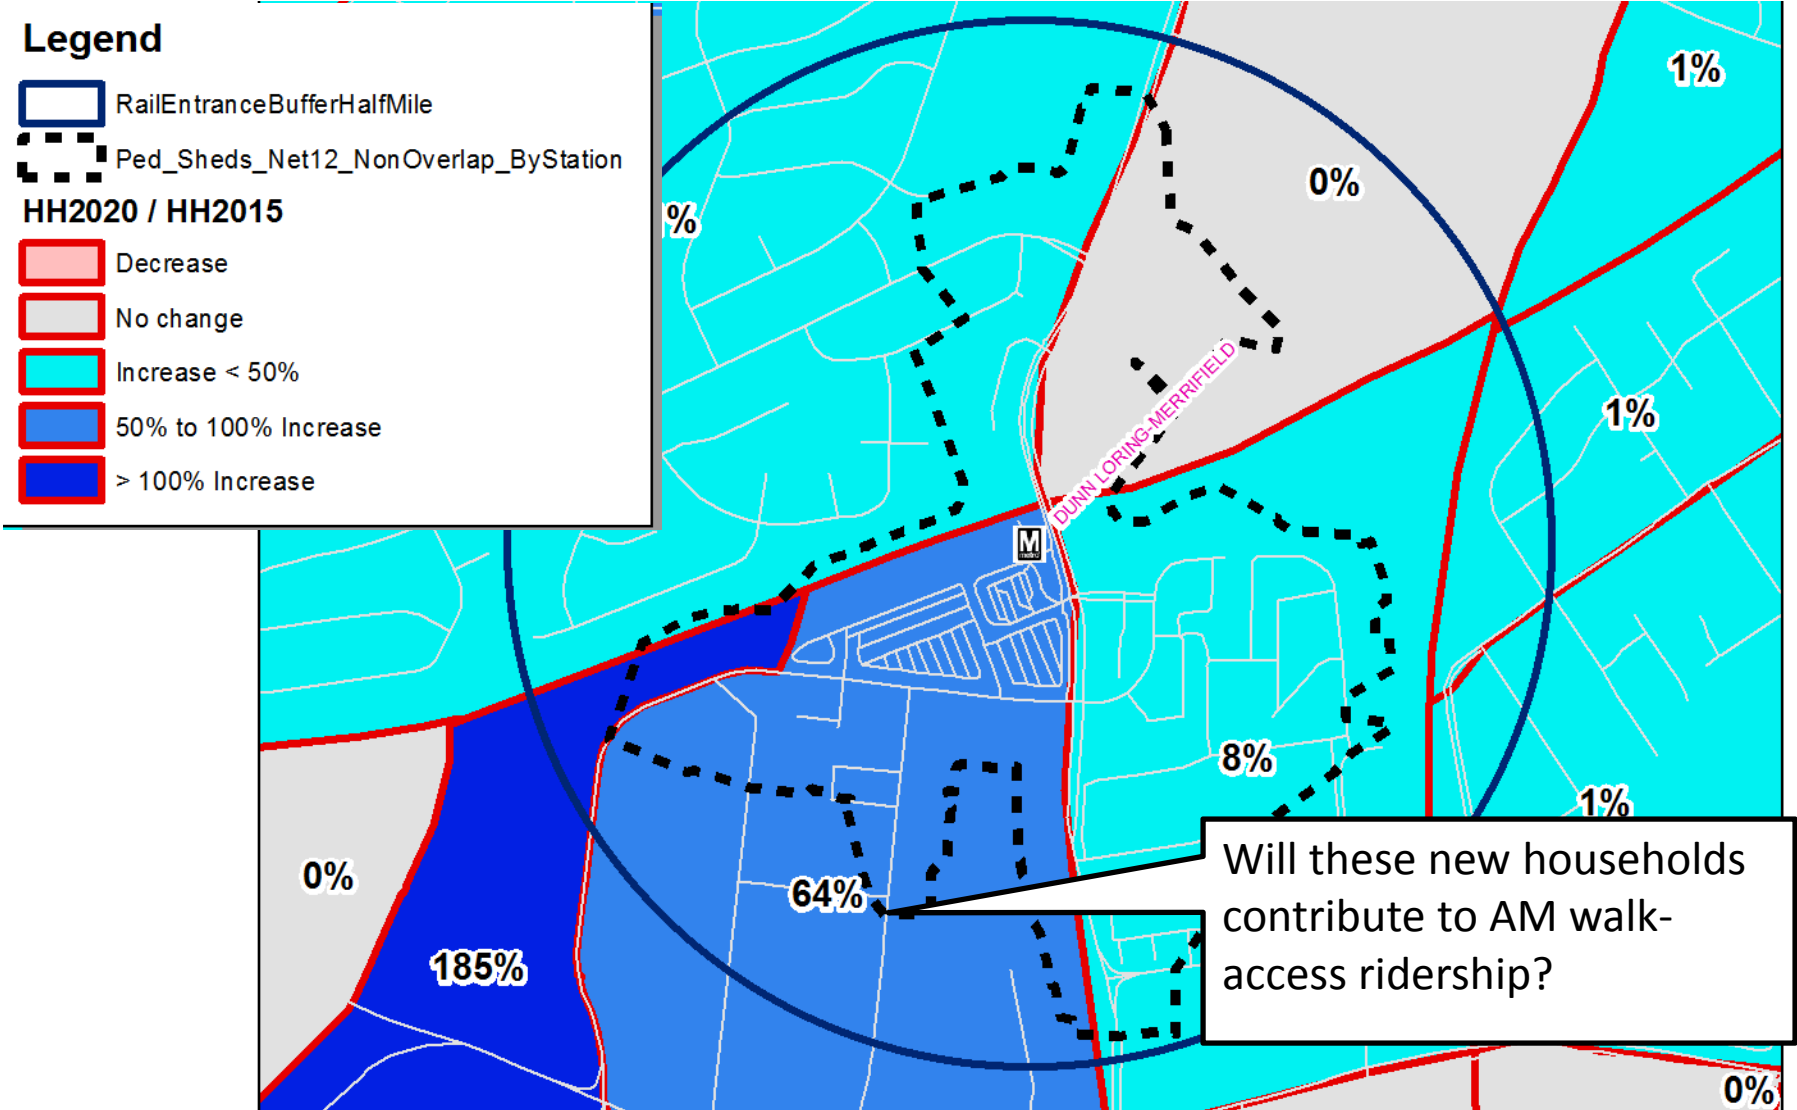 Legend
RailEntranceBufferHalfMile
Ped_Sheds_Net12_NonOverlap_ByStation
HH2020 / HH2015
Decrease
No change
Increase < 50%
50% to 100% Increase
> 100% Increase
1%
0%
%
DUNN LORING-MERRIFIELD
1%
M
metro
8%
1%
0%
64%
185%
Will these new households
contribute to AM walk-
access ridership?
0%